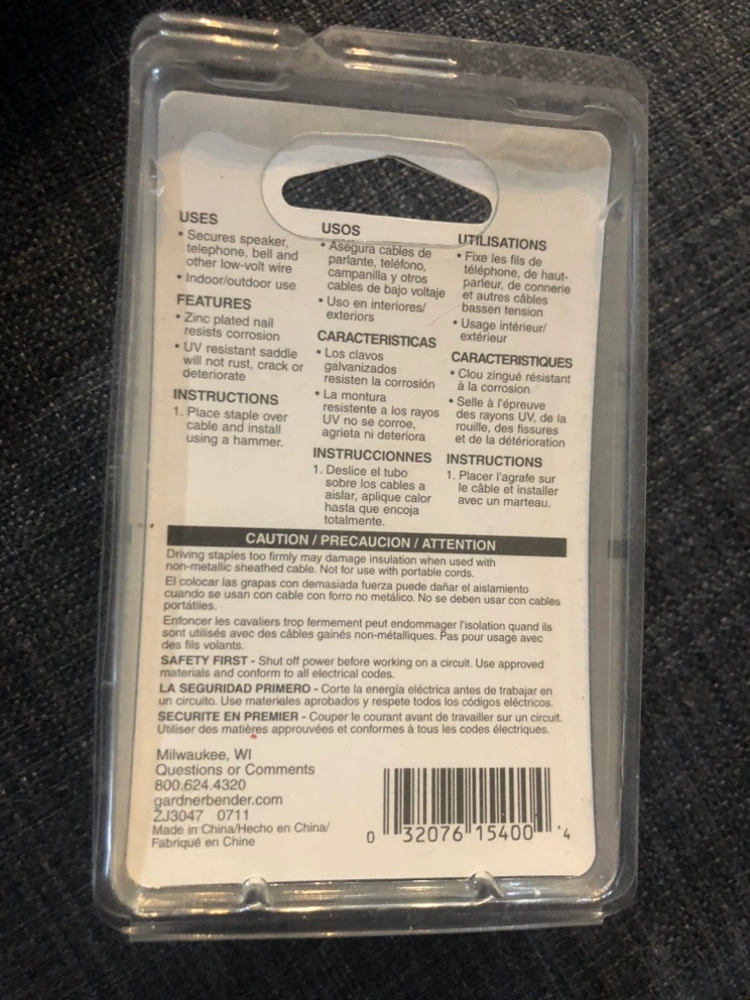 USES
• Secures speaker,
telephone, bell and
other low-volt wire
• Indoor/outdoor use
FEATURES
• Zinc plated nail
resists corrosion
• UV resistant saddle
will not rust, crack or
deteriorate
INSTRUCTIONS
1. Place staple over
cable and install
using a hammer.
USOS
• Asegura cables de
parlante, teléfono,
campanilla y otros
cables de bajo voltaje
• Uso en interiores/
exteriors
CARACTERISTICAS
• Los clavos
galvanizados
resisten la corrosión
• La montura
resistente a los rayos
UV no se corroe,
agrieta ni deteriora
INSTRUCCIONNES
1. Deslice el tubo
sobre los cables a
aislar, aplique calor
hasta que encoja
totalmente.
UTILISATIONS
• Fixe les fils de
téléphone, de haut-
parleur, de connerie
et autres câbles
bassen tension
• Usage intérieur/
extérieur
CARACTERISTIQUES
• Clou zingué résistant
à la corrosion
• Selle à l'épreuve
des rayons UV, de la
rouille, des fissures
et de la détérioration
INSTRUCTIONS
1. Placer l'agrafe sur
le câble et installer
avec un marteau.
CAUTION / PRECAUCION / ATTENTION
Driving staples too firmly may damage insulation when used with
non-metallic sheathed cable. Not for use with portable cords.
El colocar las grapas con demasiada fuerza puede dañar el aislamiento
cuando se usan con cable con forro no metálico. No se deben usar con cables
portátiles.
Enfoncer les cavaliers trop fermement peut endommager l'isolation quand ils
sont utilisés avec des câbles gainés non-métalliques. Pas pour usage avec
des fils volants.
SAFETY FIRST - Shut off power before working on a circuit. Use approved
materials and conform to all electrical codes.
LA SEGURIDAD PRIMERO - Corte la energía eléctrica antes de trabajar en
un circuito. Use materiales aprobados y respete todos los códigos eléctricos.
SECURITE EN PREMIER - Couper le courant avant de travailler sur un circuit.
Utiliser des matières approuvées et conformes à tous les codes électriques.
Milwaukee, WI
Questions or Comments
800.624.4320
gardnerbender.com
ZJ3047 0711
Made in China/Hecho en China/
Fabriqué en Chine
0 32076 15400 4